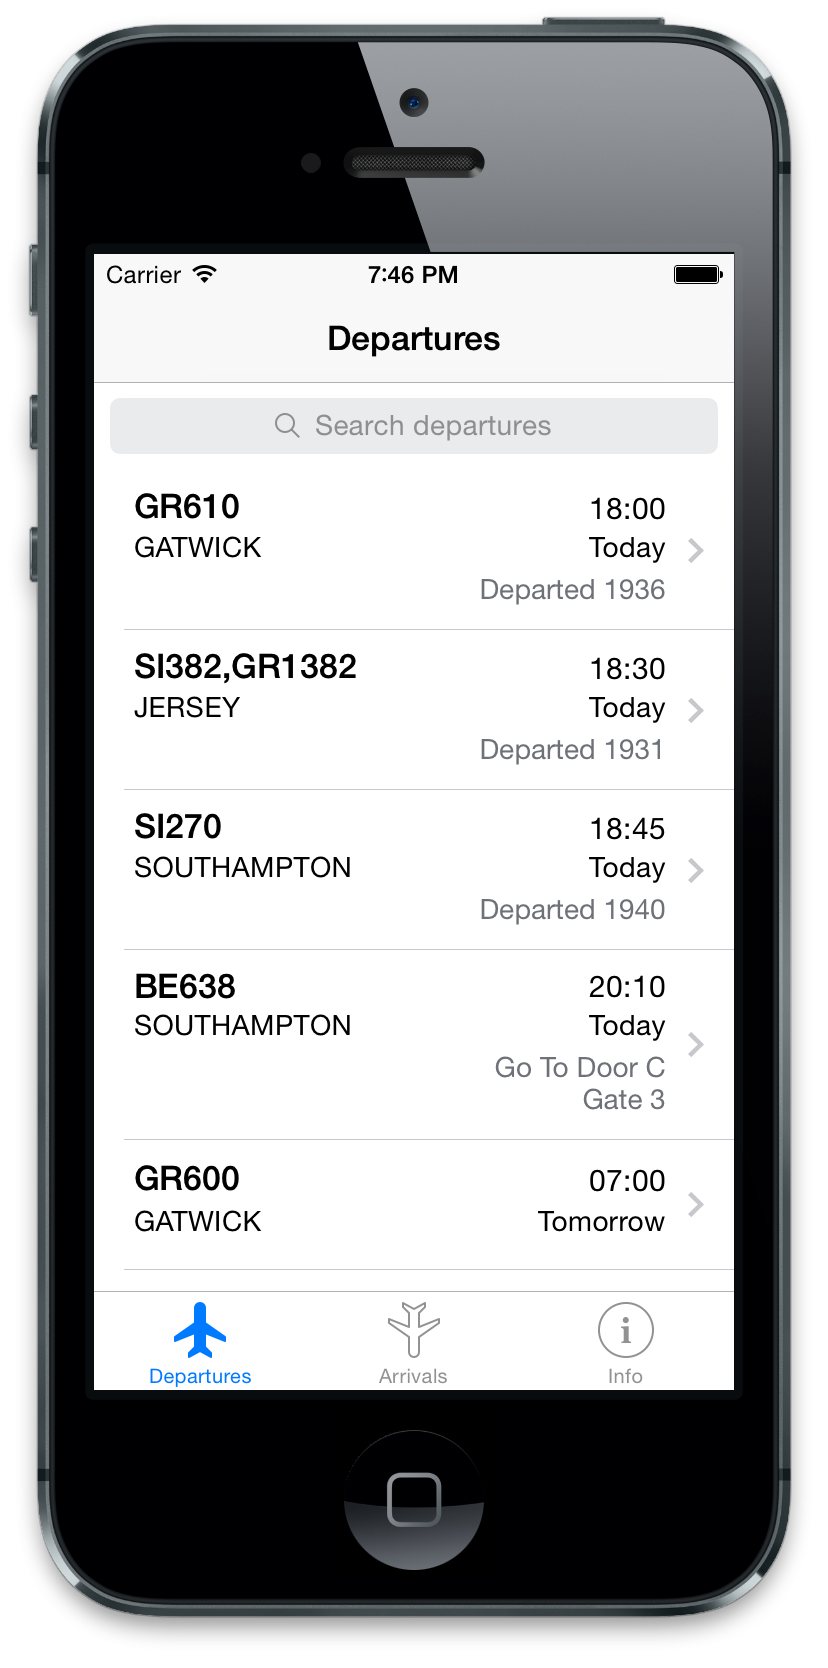 Carrier 7:46 PM
Departures
Search departures
GR610 18:00
GATWICK Today
Departed 1936
SI382,GR1382 18:30
JERSEY Today
Departed 1931
SI270 18:45
SOUTHAMPTON Today
Departed 1940
BE638 20:10
SOUTHAMPTON Today
Go To Door C
Gate 3
GR600 07:00
GATWICK Tomorrow
Departures Arrivals Info